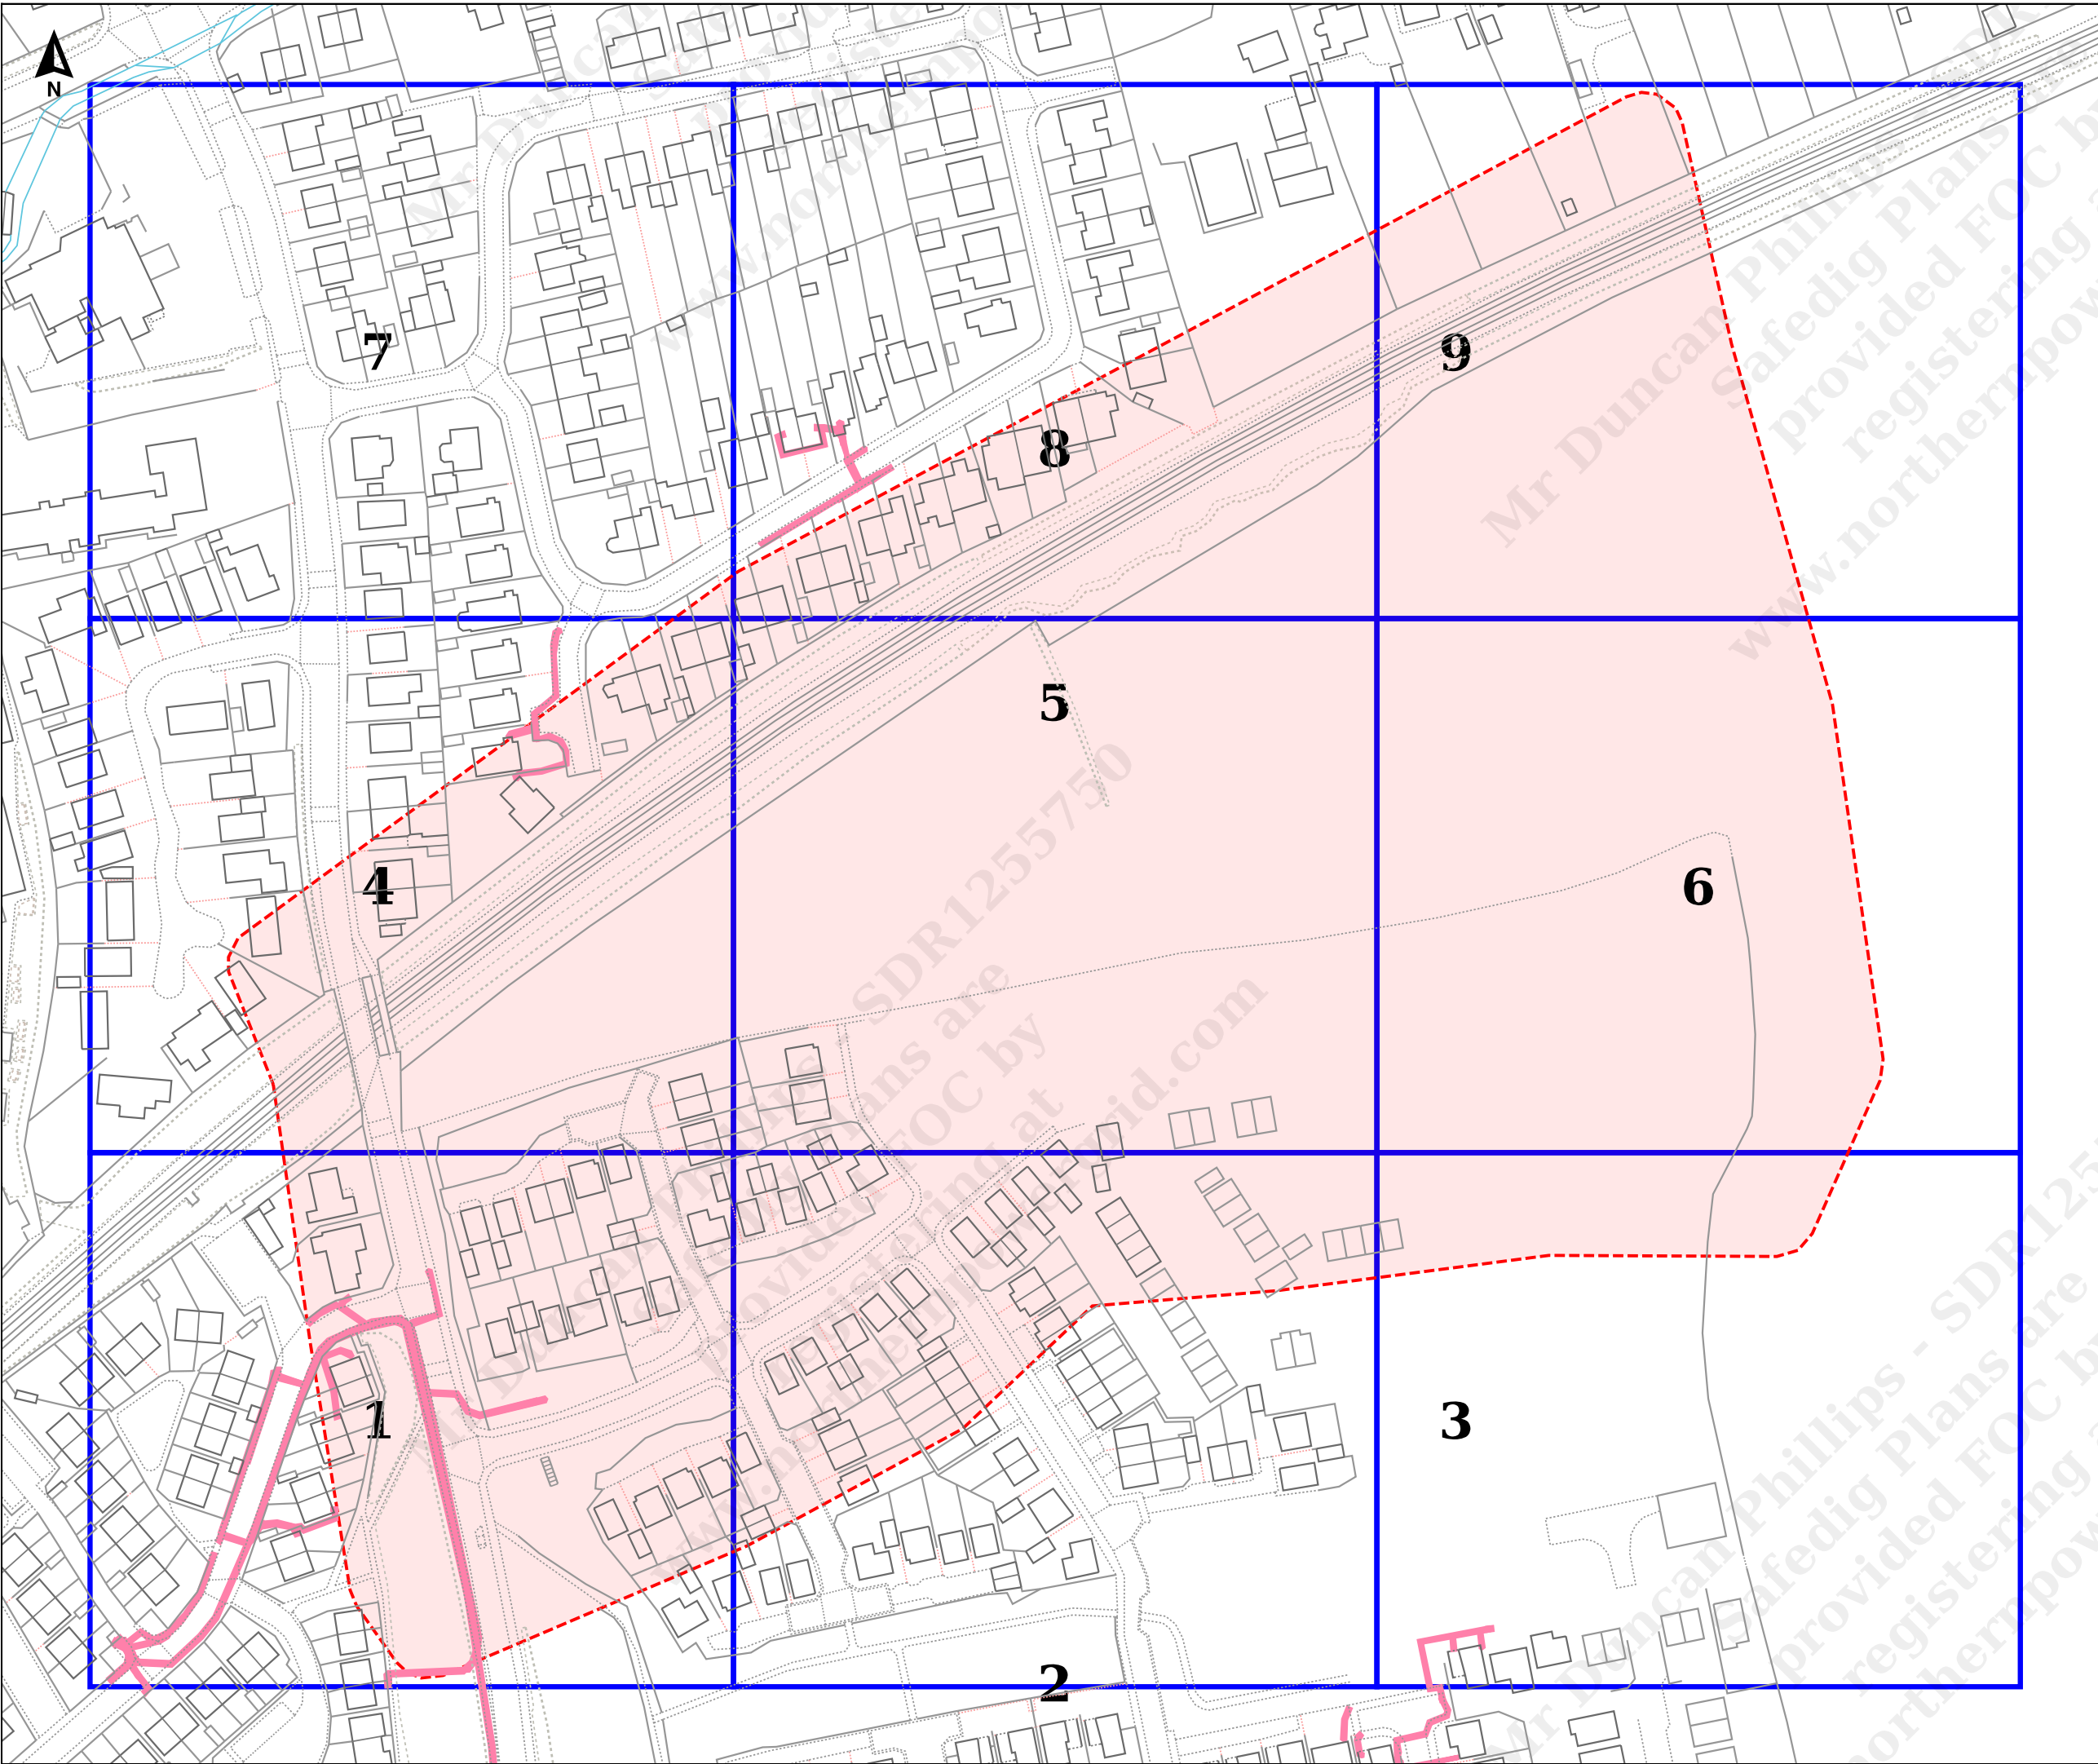 N
7
8
9
4
5
6
1
2
3
Mr Duncan Phillips - SDR1255750
Safedig Plans are
provided FOC by
registering at
www.northernpowergrid.com